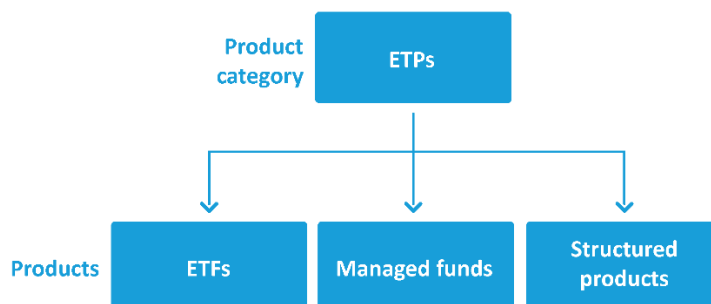 Product
category
ETPs
Products
ETFs
Managed funds
Structured
products